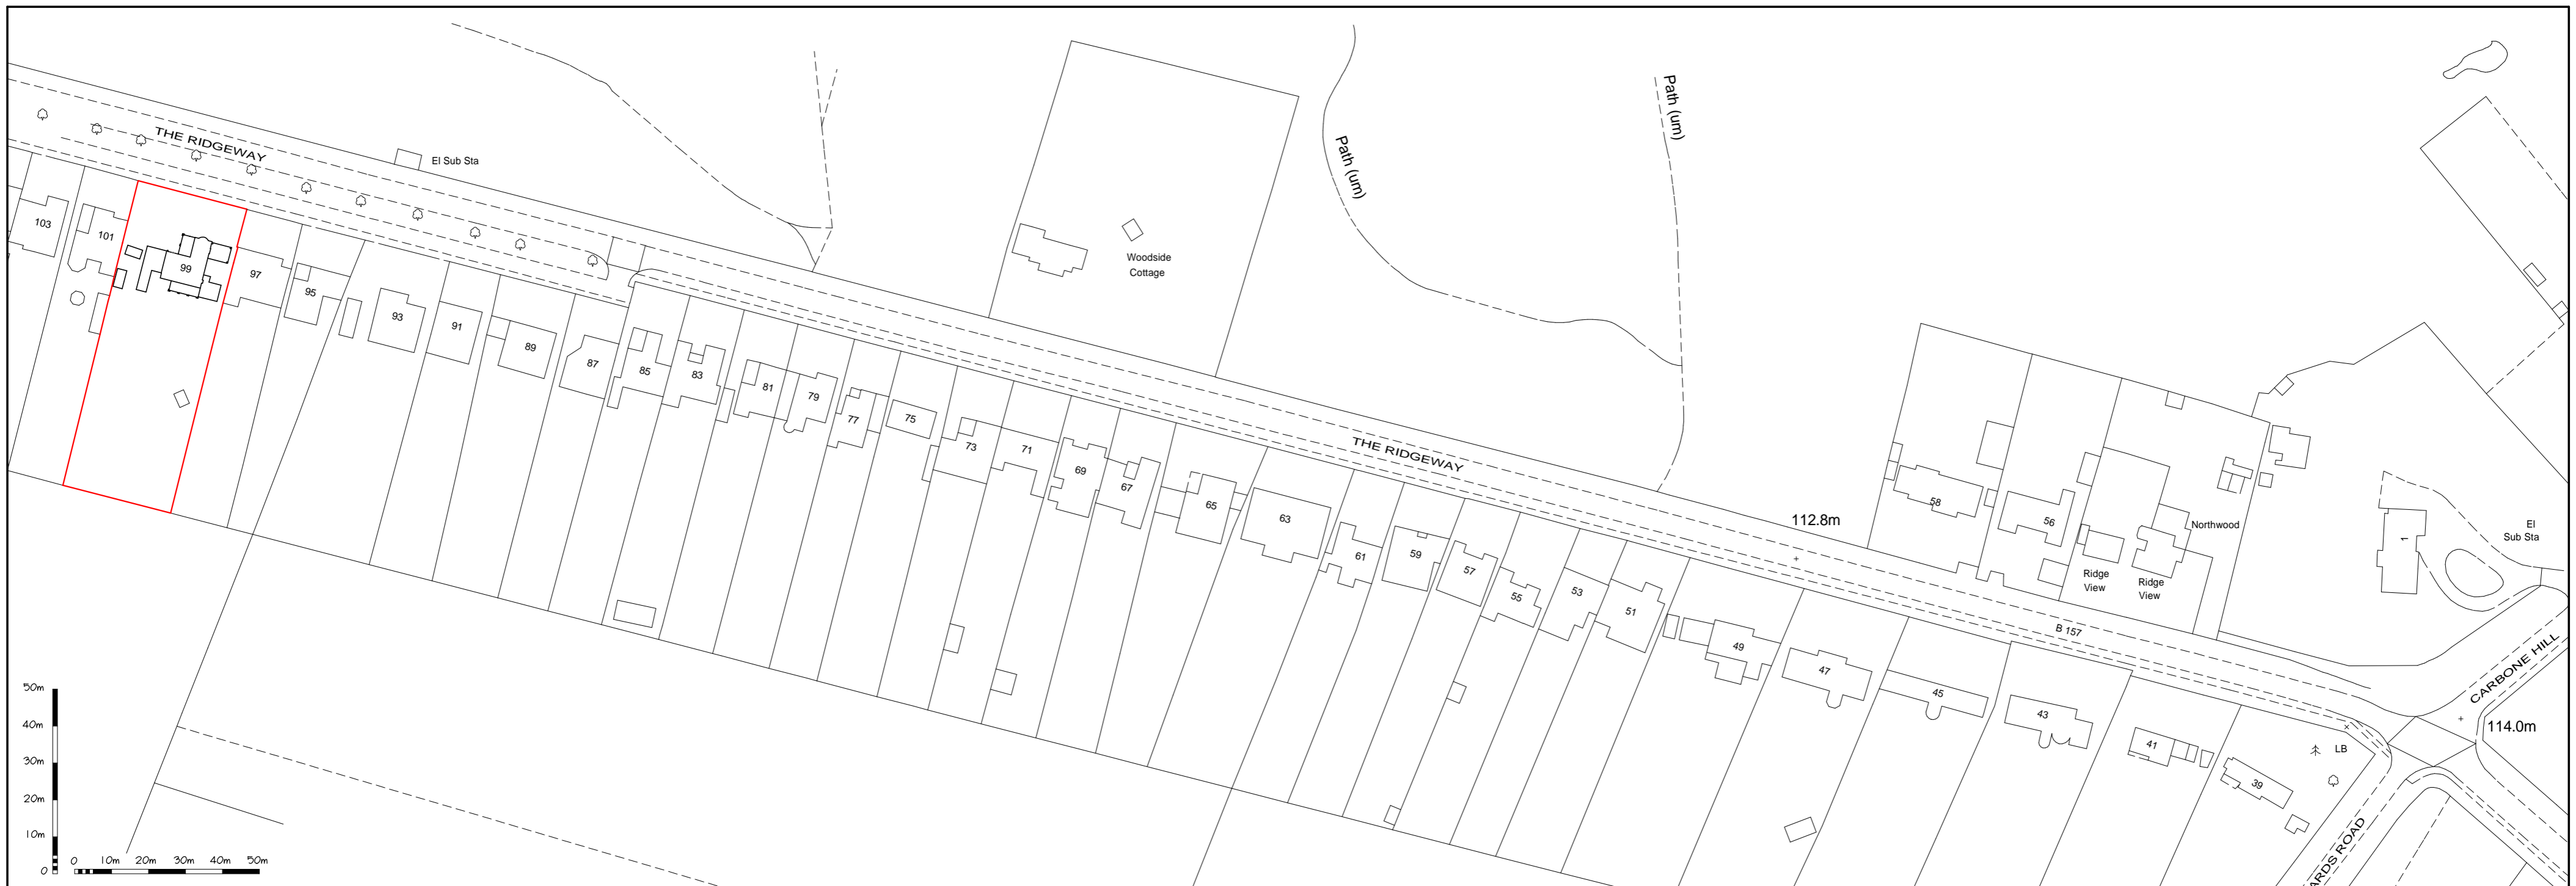 THE RIDGEWAY
El Sub Sta
Path (um)
Path (um)
Woodside
Cottage
103
101
99
97
95
93
91
89
87
85
83
81
79
77
75
73
71
69
67
65
63
61
59
57
55
53
51
49
47
45
43
41
39
THE RIDGEWAY
112.8m
58
56
Northwood
Ridge
View
Ridge
View
1
El
Sub Sta
B 157
CARBONE HILL
114.0m
LB
ARDS ROAD
50m
40m
30m
20m
10m
0
0 10m 20m 30m 40m 50m